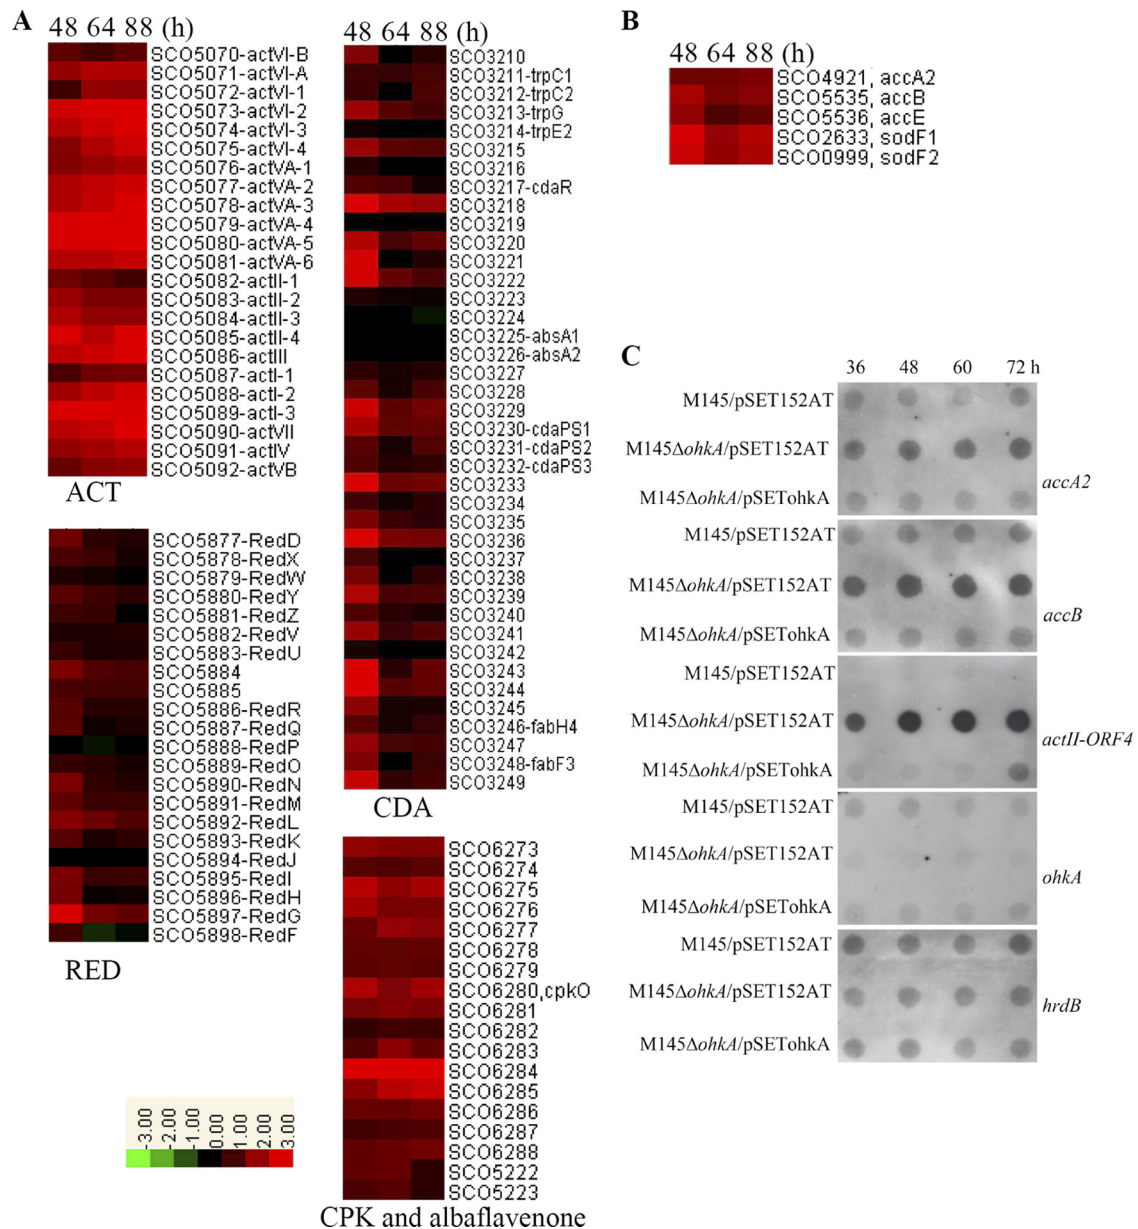 A
48 64 88 (h)
SCO5070-actVI-B
SCO5071-actVI-A
SCO5072-actVI-1
SCO5073-actVI-2
SCO5074-actVI-3
SCO5075-actVI-4
SCO5076-actVA-1
SCO5077-actVA-2
SCO5078-actVA-3
SCO5079-actVA-4
SCO5080-actVA-5
SCO5081-actVA-6
SCO5082-actII-1
SCO5083-actII-2
SCO5084-actII-3
SCO5085-actII-4
SCO5086-actIII
SCO5087-actI-1
SCO5088-actI-2
SCO5089-actI-3
SCO5090-actVII
SCO5091-actIV
SCO5092-actVB
ACT
SCO5877-RedD
SCO5878-RedX
SCO5879-RedW
SCO5880-RedY
SCO5881-RedZ
SCO5882-RedV
SCO5883-RedU
SCO5884
SCO5885
SCO5886-RedR
SCO5887-RedQ
SCO5888-RedP
SCO5889-RedO
SCO5890-RedN
SCO5891-RedM
SCO5892-RedL
SCO5893-RedK
SCO5894-RedJ
SCO5895-RedI
SCO5896-RedH
SCO5897-RedG
SCO5898-RedF
RED
-3.00
-2.00
-1.00
0.00
1.00
2.00
3.00
48 64 88 (h)
SCO3210
SCO3211-trpC1
SCO3212-trpC2
SCO3213-trpG
SCO3214-trpE2
SCO3215
SCO3216
SCO3217-cdaR
SCO3218
SCO3219
SCO3220
SCO3221
SCO3222
SCO3223
SCO3224
SCO3225-absA1
SCO3226-absA2
SCO3227
SCO3228
SCO3229
SCO3230-cdaPS1
SCO3231-cdaPS2
SCO3232-cdaPS3
SCO3233
SCO3234
SCO3235
SCO3236
SCO3237
SCO3238
SCO3239
SCO3240
SCO3241
SCO3242
SCO3243
SCO3244
SCO3245
SCO3246-fabH4
SCO3247
SCO3248-fabF3
SCO3249
CDA
SCO6273
SCO6274
SCO6275
SCO6276
SCO6277
SCO6278
SCO6279
SCO6280,cpkO
SCO6281
SCO6282
SCO6283
SCO6284
SCO6285
SCO6286
SCO6287
SCO6288
SCO5222
SCO5223
CPK and albaflavenone
B
48 64 88 (h)
SCO4921, accA2
SCO5535, accB
SCO5536, accE
SCO2633, sodF1
SCO0999, sodF2
C
36 48 60 72 h
M145/pSET152AT
M145ΔohkA/pSET152AT
M145ΔohkA/pSETohkA
accA2
M145/pSET152AT
M145ΔohkA/pSET152AT
M145ΔohkA/pSETohkA
accB
M145/pSET152AT
M145ΔohkA/pSET152AT
M145ΔohkA/pSETohkA
actII-ORF4
M145/pSET152AT
M145ΔohkA/pSET152AT
M145ΔohkA/pSETohkA
ohkA
M145/pSET152AT
M145ΔohkA/pSET152AT
M145ΔohkA/pSETohkA
hrdB